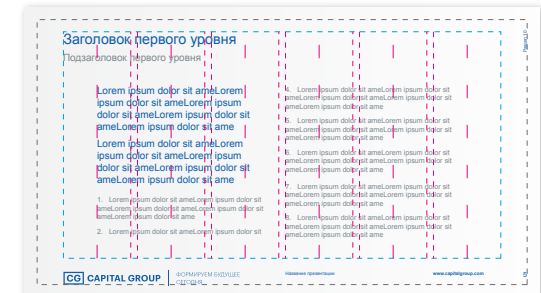 Заголовок первого уровня
Подзаголовок первого уровня
Lorem ipsum dolor sit ameLorem
ipsum dolor sit ameLorem ipsum
dolor sit ameLorem ipsum dolor sit
ameLorem ipsum dolor sit ame
Lorem ipsum dolor sit ameLorem
ipsum dolor sit ameLorem ipsum
dolor sit ameLorem ipsum dolor sit
ameLorem ipsum dolor sit ame
1. Lorem ipsum dolor sit ameLorem ipsum dolor sit
ameLorem ipsum dolor sit ameLorem ipsum dolor sit
ameLorem ipsum dolor sit ame
2. Lorem ipsum dolor sit ameLorem ipsum dolor sit
4. Lorem ipsum dolor sit ameLorem ipsum dolor sit
ameLorem ipsum dolor sit ameLorem ipsum dolor sit
ameLorem ipsum dolor sit ame
5. Lorem ipsum dolor sit ameLorem ipsum dolor sit
ameLorem ipsum dolor sit ameLorem ipsum dolor sit
ameLorem ipsum dolor sit ame
6. Lorem ipsum dolor sit ameLorem ipsum dolor sit
ameLorem ipsum dolor sit ameLorem ipsum dolor sit
ameLorem ipsum dolor sit ame
7. Lorem ipsum dolor sit ameLorem ipsum dolor sit
ameLorem ipsum dolor sit ameLorem ipsum dolor sit
ameLorem ipsum dolor sit ame
8. Lorem ipsum dolor sit ameLorem ipsum dolor sit
ameLorem ipsum dolor sit ameLorem ipsum dolor sit
ameLorem ipsum dolor sit ame
CG CAPITAL GROUP
ФОРМИРУЕМ БУДУЩЕЕ
СЕГОДНЯ
Название презентации
www.capitalgroup.com